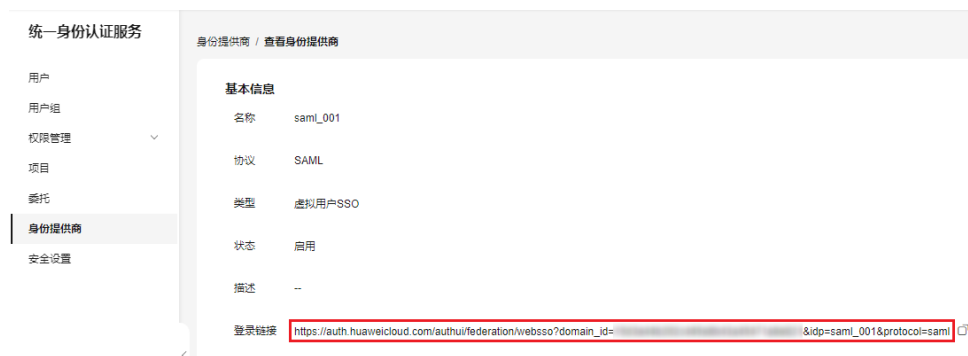 统一身份认证服务
用户
用户组
权限管理
项目
委托
身份提供商
安全设置
身份提供商 / 查看身份提供商
基本信息
名称 saml_001
协议 SAML
类型 虚拟用户SSO
状态 启用
描述 --
登录链接 https://auth.huaweicloud.com/authui/federation/websso?domain_id= &idp=saml_001&protocol=saml